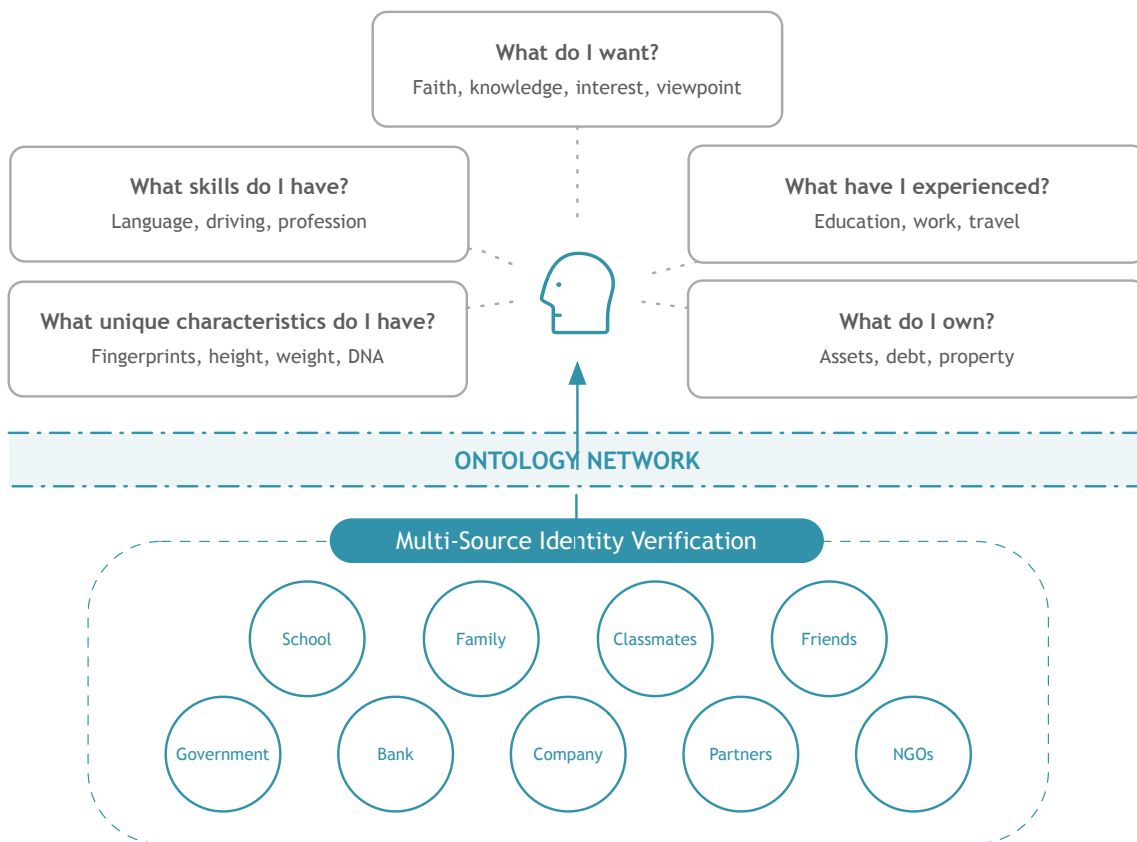 What do I want?
Faith, knowledge, interest, viewpoint
What skills do I have?
Language, driving, profession
What have I experienced?
Education, work, travel
What unique characteristics do I have?
Fingerprints, height, weight, DNA
What do I own?
Assets, debt, property
ONTOLOGY NETWORK
Multi-Source Identity Verification
School
Family
Classmates
Friends
Government
Bank
Company
Partners
NGOs